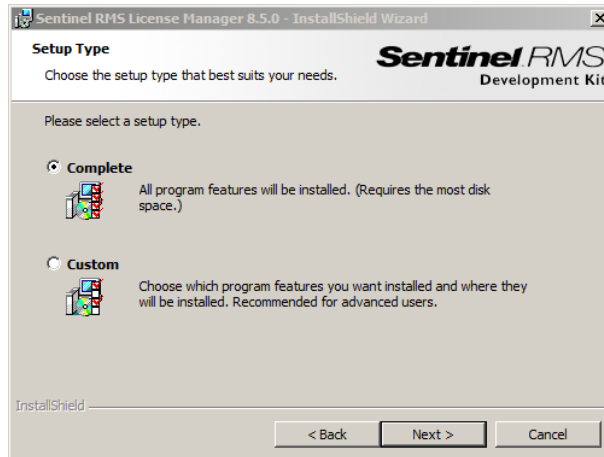 Sentinel RMS License Manager 8.5.0 - InstallShield Wizard
Setup Type
Choose the setup type that best suits your needs.
Sentinel RMS
Development Kit
Please select a setup type.
Complete
All program features will be installed. (Requires the most disk
space.)
Custom
Choose which program features you want installed and where they
will be installed. Recommended for advanced users.
InstallShield
< Back
Next >
Cancel